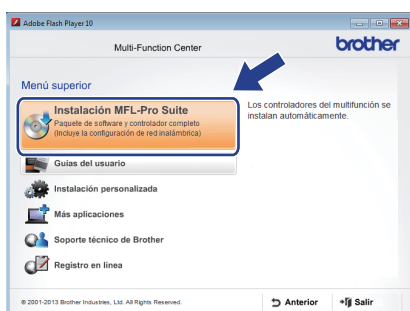 Adobe Flash Player 10
Multi-Function Center
brother
Menú superior
Instalación MFL-Pro Suite
Paquete de software y controlador completo
(Incluye la configuración de red inalámbrica)
Los controladores del multifunción se
instalan automáticamente.
Guías del usuario
Instalación personalizada
Más aplicaciones
Soporte técnico de Brother
Registro en línea
© 2001-2013 Brother Industries, Ltd. All Rights Reserved.
Anterior
Salir